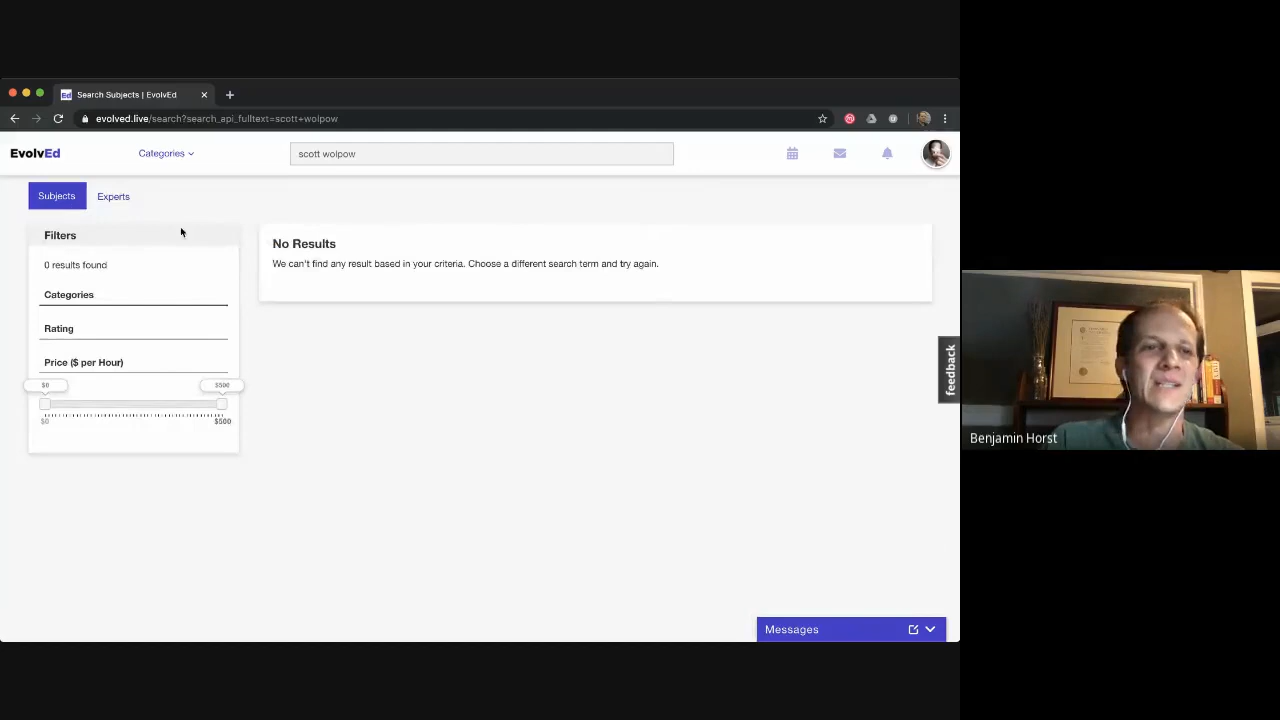 Search Subjects | EvolvEd
evolved.live/search?search_api_fulltext=scott+wolpow
EvolvEd
Categories
scott wolpow
Subjects
Experts
Filters
0 results found
Categories
Rating
Price ($ per Hour)
$0
$500
$0
$500
No Results
We can't find any result based in your criteria. Choose a different search term and try again.
feedback
Messages
Benjamin Horst